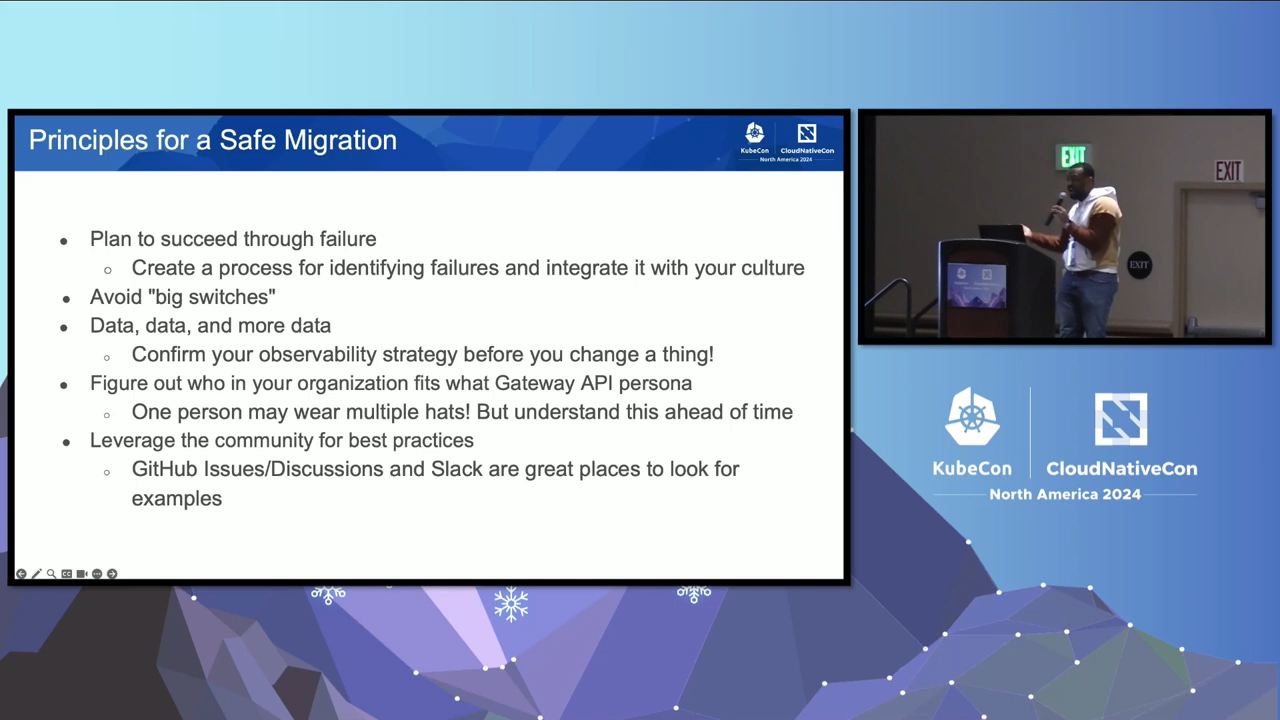 Principles for a Safe Migration
KubeCon
CloudNativeCon
North America 2024
Plan to succeed through failure
Create a process for identifying failures and integrate it with your culture
Avoid "big switches"
Data, data, and more data
Confirm your observability strategy before you change a thing!
Figure out who in your organization fits what Gateway API persona
One person may wear multiple hats! But understand this ahead of time
Leverage the community for best practices
GitHub Issues/Discussions and Slack are great places to look for
examples
EXIT
EXIT
EXIT
KubeCon
CloudNativeCon
North America 2024